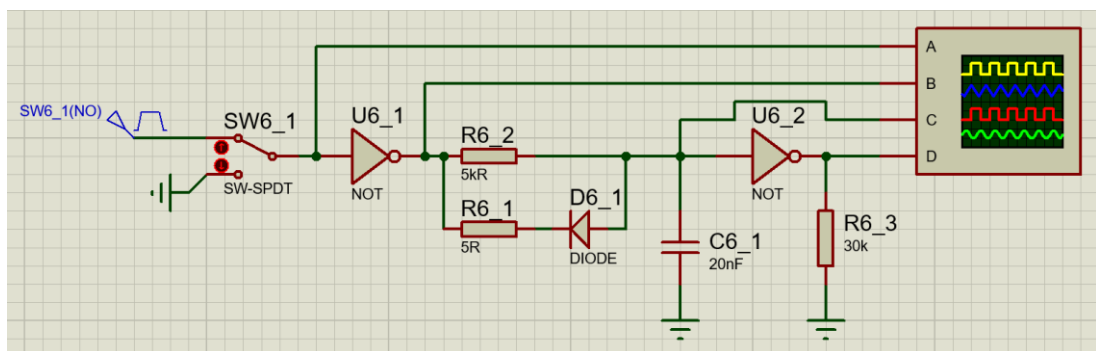 A
B
C
D
SW6_1(NO)
SW6_1
SW-SPDT
U6_1
NOT
R6_2
5kR
R6_1
5R
D6_1
DIODE
C6_1
20nF
U6_2
NOT
R6_3
30k